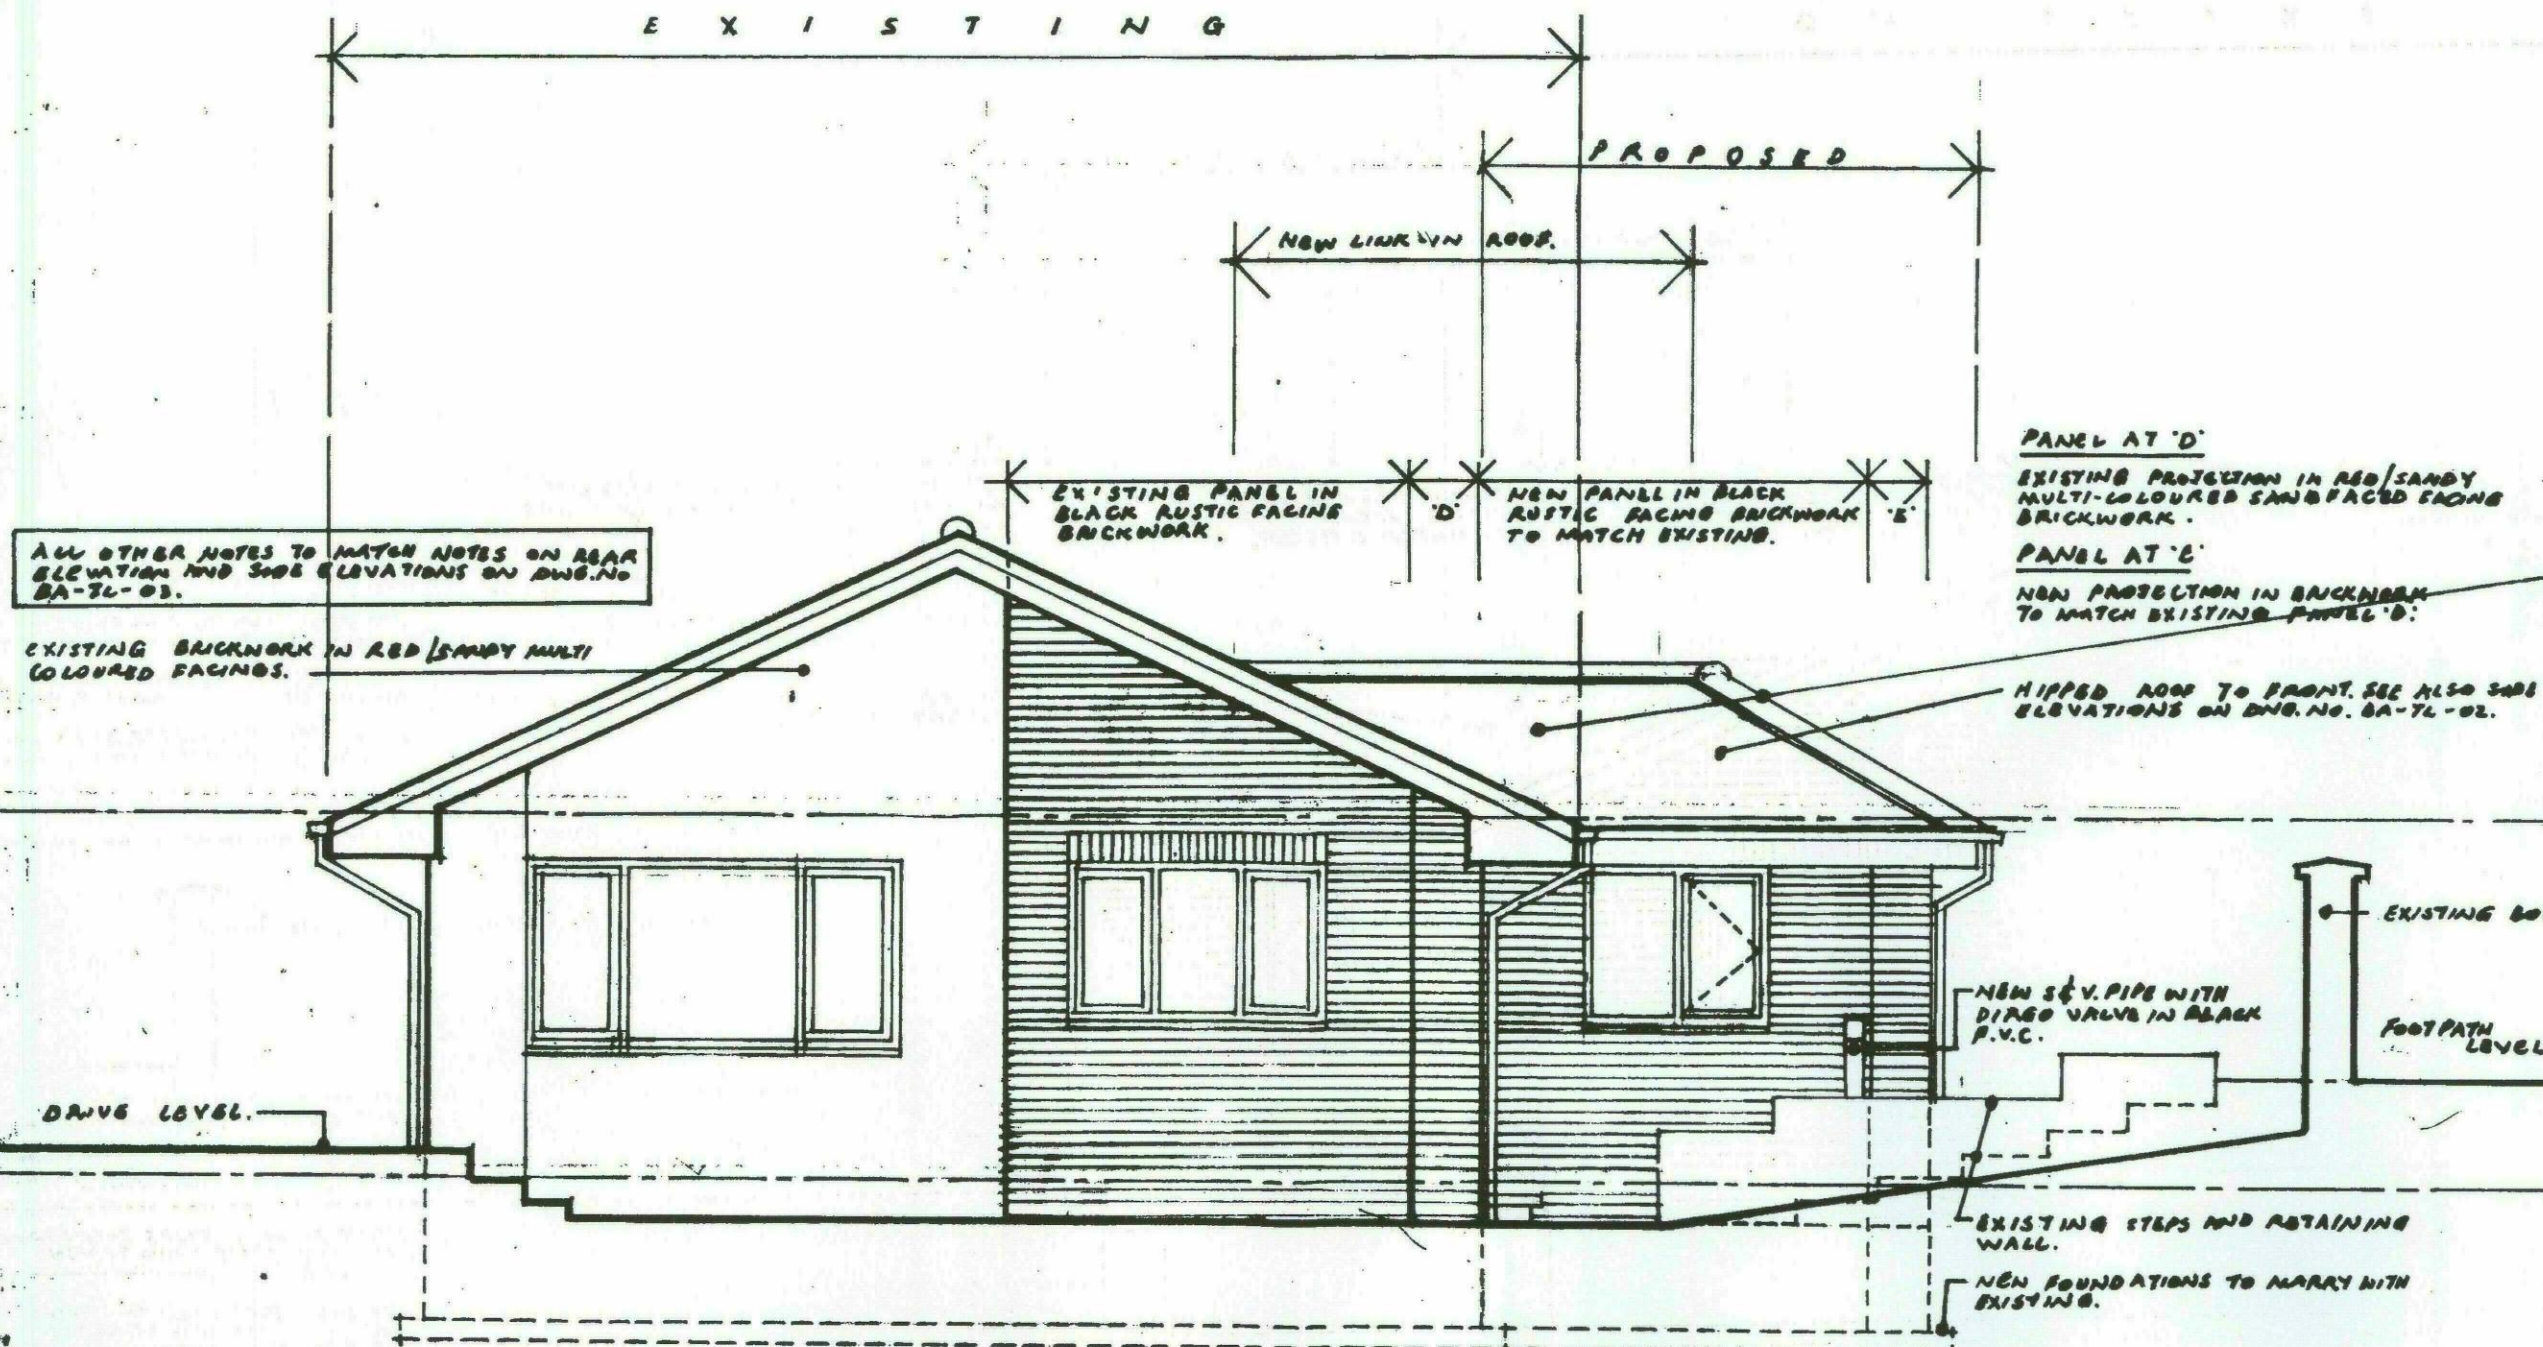 EXISTING
PROPOSED
NEW LINK-IN ROOF.
PANEL AT 'D'
EXISTING PROJECTION IN RED/SANDY
MULTI-COLOURED SANDFACED FACING
BRICKWORK.
PANEL AT 'E'
NEW PROJECTION IN BRICKWORK
TO MATCH EXISTING PANEL 'D'.
EXISTING PANEL IN
BLACK RUSTIC FACING
BRICKWORK.
'D'
NEW PANEL IN BLACK
RUSTIC FACING BRICKWORK
TO MATCH EXISTING.
'E'
ALL OTHER NOTES TO MATCH NOTES ON REAR
ELEVATION AND SIDE ELEVATIONS ON DWG.NO
BA-TL-02.
EXISTING BRICKWORK IN RED/SANDY MULTI
COLOURED FACINGS.
HIPPED ROOF TO FRONT. SEE ALSO SIDE
ELEVATIONS ON DWG. NO. BA-TL-02.
EXISTING BO
NEW S&V. PIPE WITH
DURGO VALVE IN BLACK
P.V.C.
FOOTPATH
LEVEL
DRIVE LEVEL.
EXISTING STEPS AND RETAINING
WALL.
NEW FOUNDATIONS TO MARRY WITH
EXISTING.